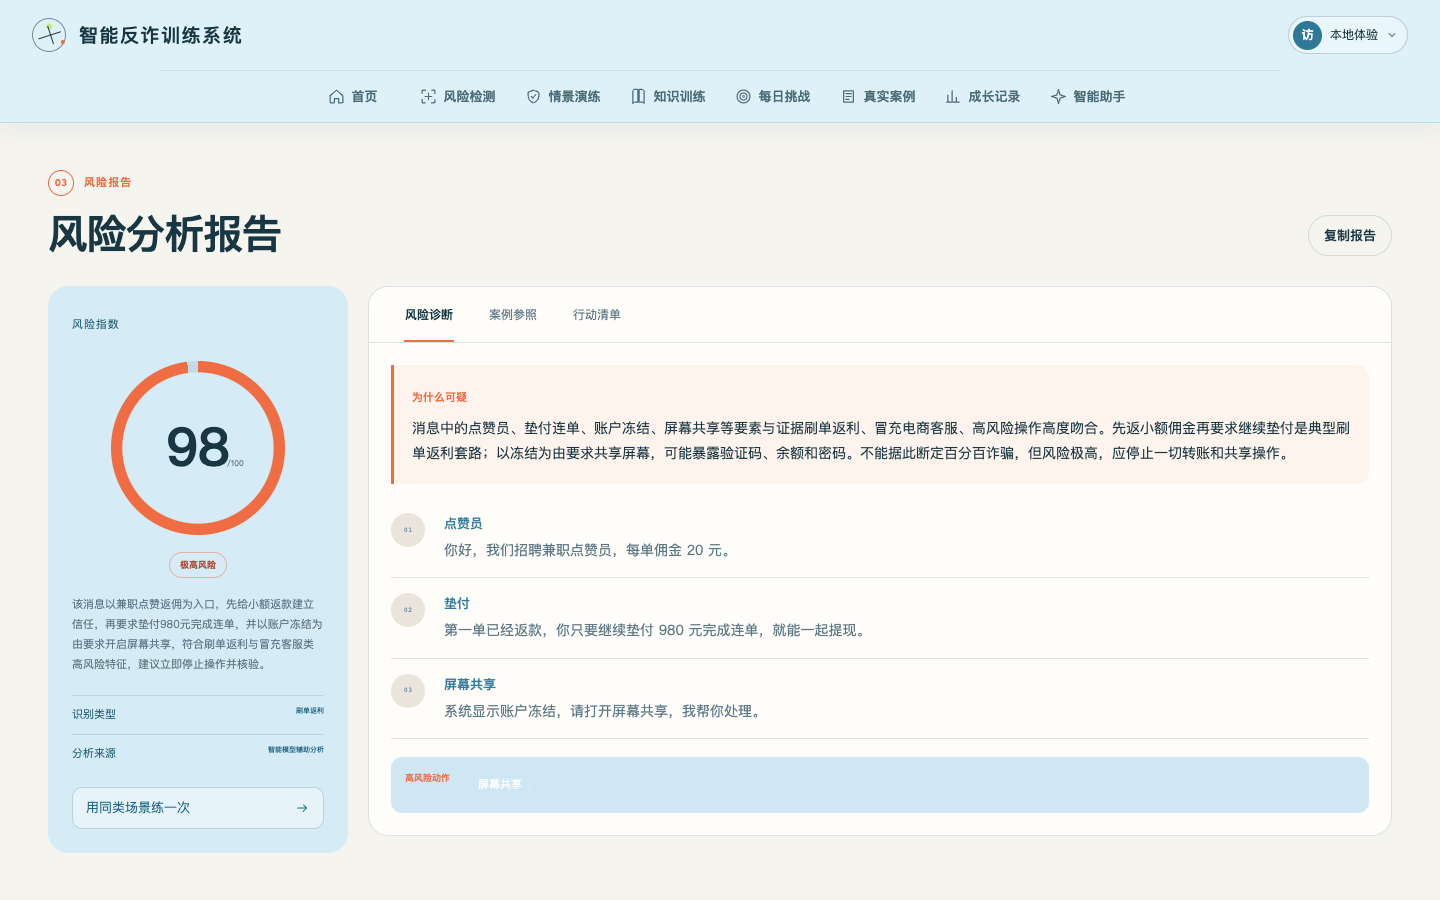 智能反诈训练系统
访 本地体验
首页 风险检测 情景演练 知识训练 每日挑战 真实案例 成长记录 智能助手
03 风险报告
风险分析报告
复制报告
风险指数
98/100
极高风险
该消息以兼职点赞返佣为入口，先给小额返款建立
信任，再要求垫付980元完成连单，并以账户冻结为
由要求开启屏幕共享，符合刷单返利与冒充客服类
高风险特征，建议立即停止操作并核验。
识别类型 刷单返利
分析来源 智能模型辅助分析
用同类场景练一次
风险诊断 案例参照 行动清单
为什么可疑
消息中的点赞员、垫付连单、账户冻结、屏幕共享等要素与证据刷单返利、冒充电商客服、高风险操作高度吻合。先返小额佣金再要求继续垫付是典型刷
单返利套路；以冻结为由要求共享屏幕，可能暴露验证码、余额和密码。不能据此断定百分百诈骗，但风险极高，应停止一切转账和共享操作。
01 点赞员
你好，我们招聘兼职点赞员，每单佣金 20 元。
02 垫付
第一单已经返款，你只要继续垫付 980 元完成连单，就能一起提现。
03 屏幕共享
系统显示账户冻结，请打开屏幕共享，我帮你处理。
高风险动作 屏幕共享